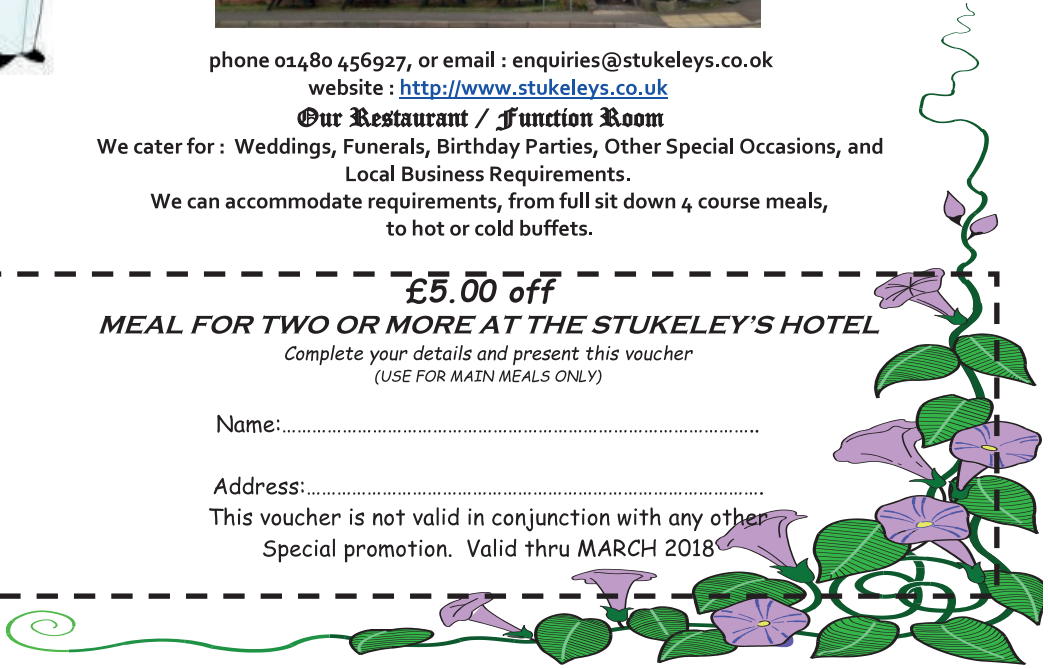 phone 01480 456927, or email : enquiries@stukeleys.co.ok
website : http://www.stukeleys.co.uk
Our Restaurant / Function Room
We cater for :  Weddings, Funerals, Birthday Parties, Other Special Occasions, and
Local Business Requirements.
We can accommodate requirements, from full sit down 4 course meals,
to hot or cold buffets.
£5.00 off
MEAL FOR TWO OR MORE AT THE STUKELEY'S HOTEL
Complete your details and present this voucher
(USE FOR MAIN MEALS ONLY)
Name:……………………………………………………………………..
Address:………………………………………………………………….
This voucher is not valid in conjunction with any other
Special promotion.  Valid thru MARCH 2018